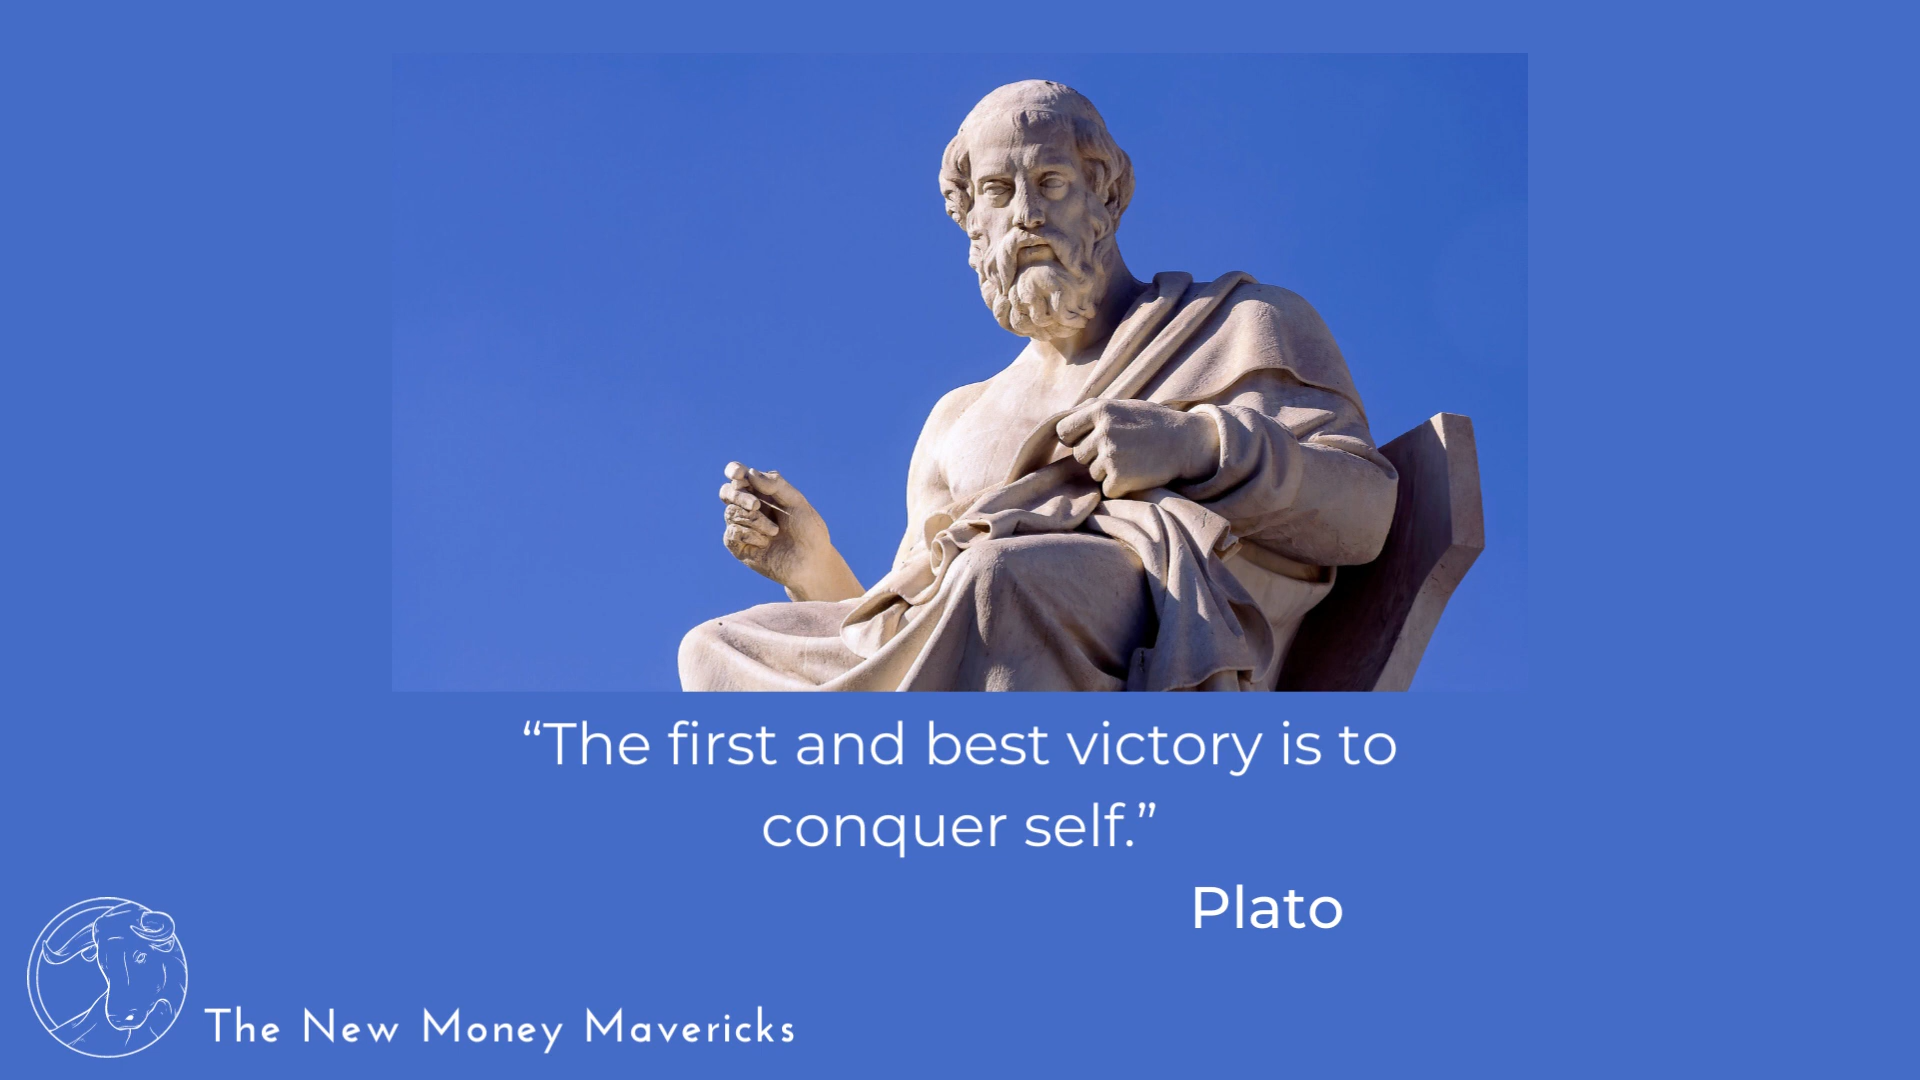 “The first and best victory is to
conquer self.”
Plato
The New Money Mavericks